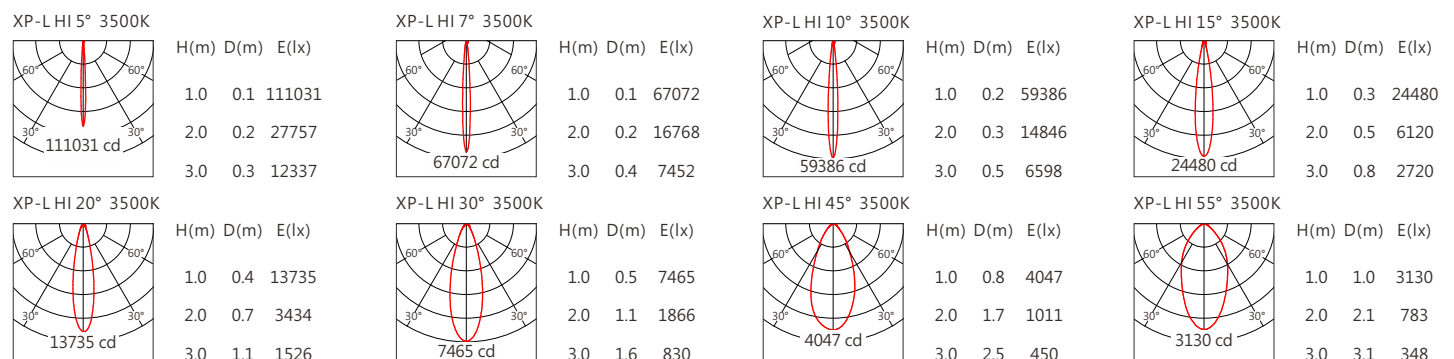 XP-L HI 5° 3500K
H(m) D(m) E(lx)
60° 60°
1.0 0.1 111031
2.0 0.2 27757
30° 30°
111031 cd
3.0 0.3 12337
XP-L HI 7° 3500K
H(m) D(m) E(lx)
60° 60°
1.0 0.1 67072
2.0 0.2 16768
30° 30°
67072 cd
3.0 0.4 7452
XP-L HI 10° 3500K
H(m) D(m) E(lx)
60° 60°
1.0 0.2 59386
2.0 0.3 14846
30° 30°
59386 cd
3.0 0.5 6598
XP-L HI 15° 3500K
H(m) D(m) E(lx)
60° 60°
1.0 0.3 24480
2.0 0.5 6120
30° 30°
24480 cd
3.0 0.8 2720
XP-L HI 20° 3500K
H(m) D(m) E(lx)
60° 60°
1.0 0.4 13735
2.0 0.7 3434
30° 30°
13735 cd
3.0 1.1 1526
XP-L HI 30° 3500K
H(m) D(m) E(lx)
60° 60°
1.0 0.5 7465
2.0 1.1 1866
30° 30°
7465 cd
3.0 1.6 830
XP-L HI 45° 3500K
H(m) D(m) E(lx)
60° 60°
1.0 0.8 4047
2.0 1.7 1011
30° 30°
4047 cd
3.0 2.5 450
XP-L HI 55° 3500K
H(m) D(m) E(lx)
60° 60°
1.0 1.0 3130
2.0 2.1 783
30° 30°
3130 cd
3.0 3.1 348